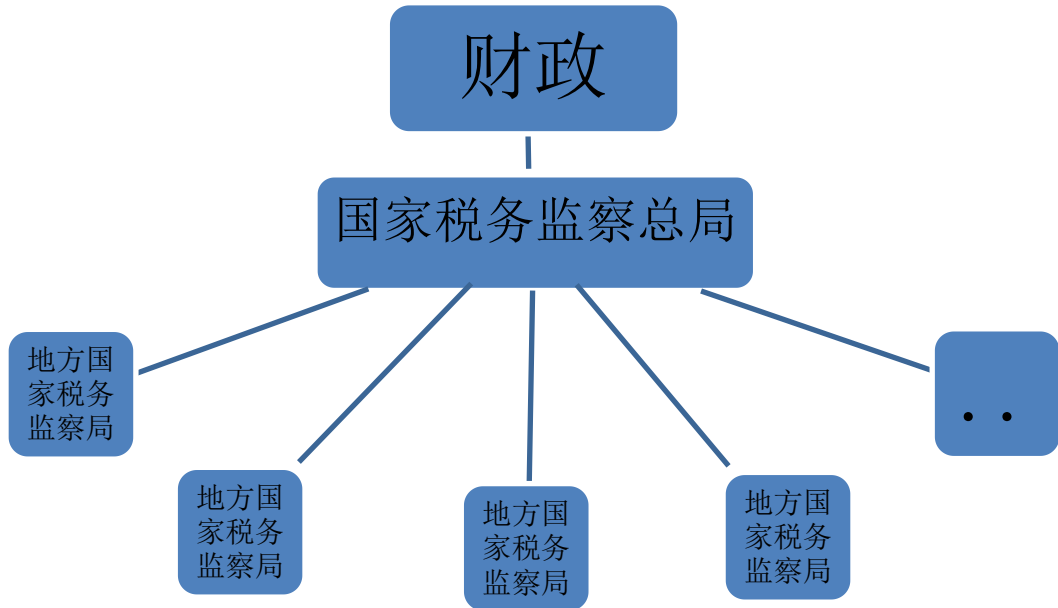 财政
国家税务监察总局
地方国
家税务
监察局
地方国
家税务
监察局
地方国
家税务
监察局
地方国
家税务
监察局
. .